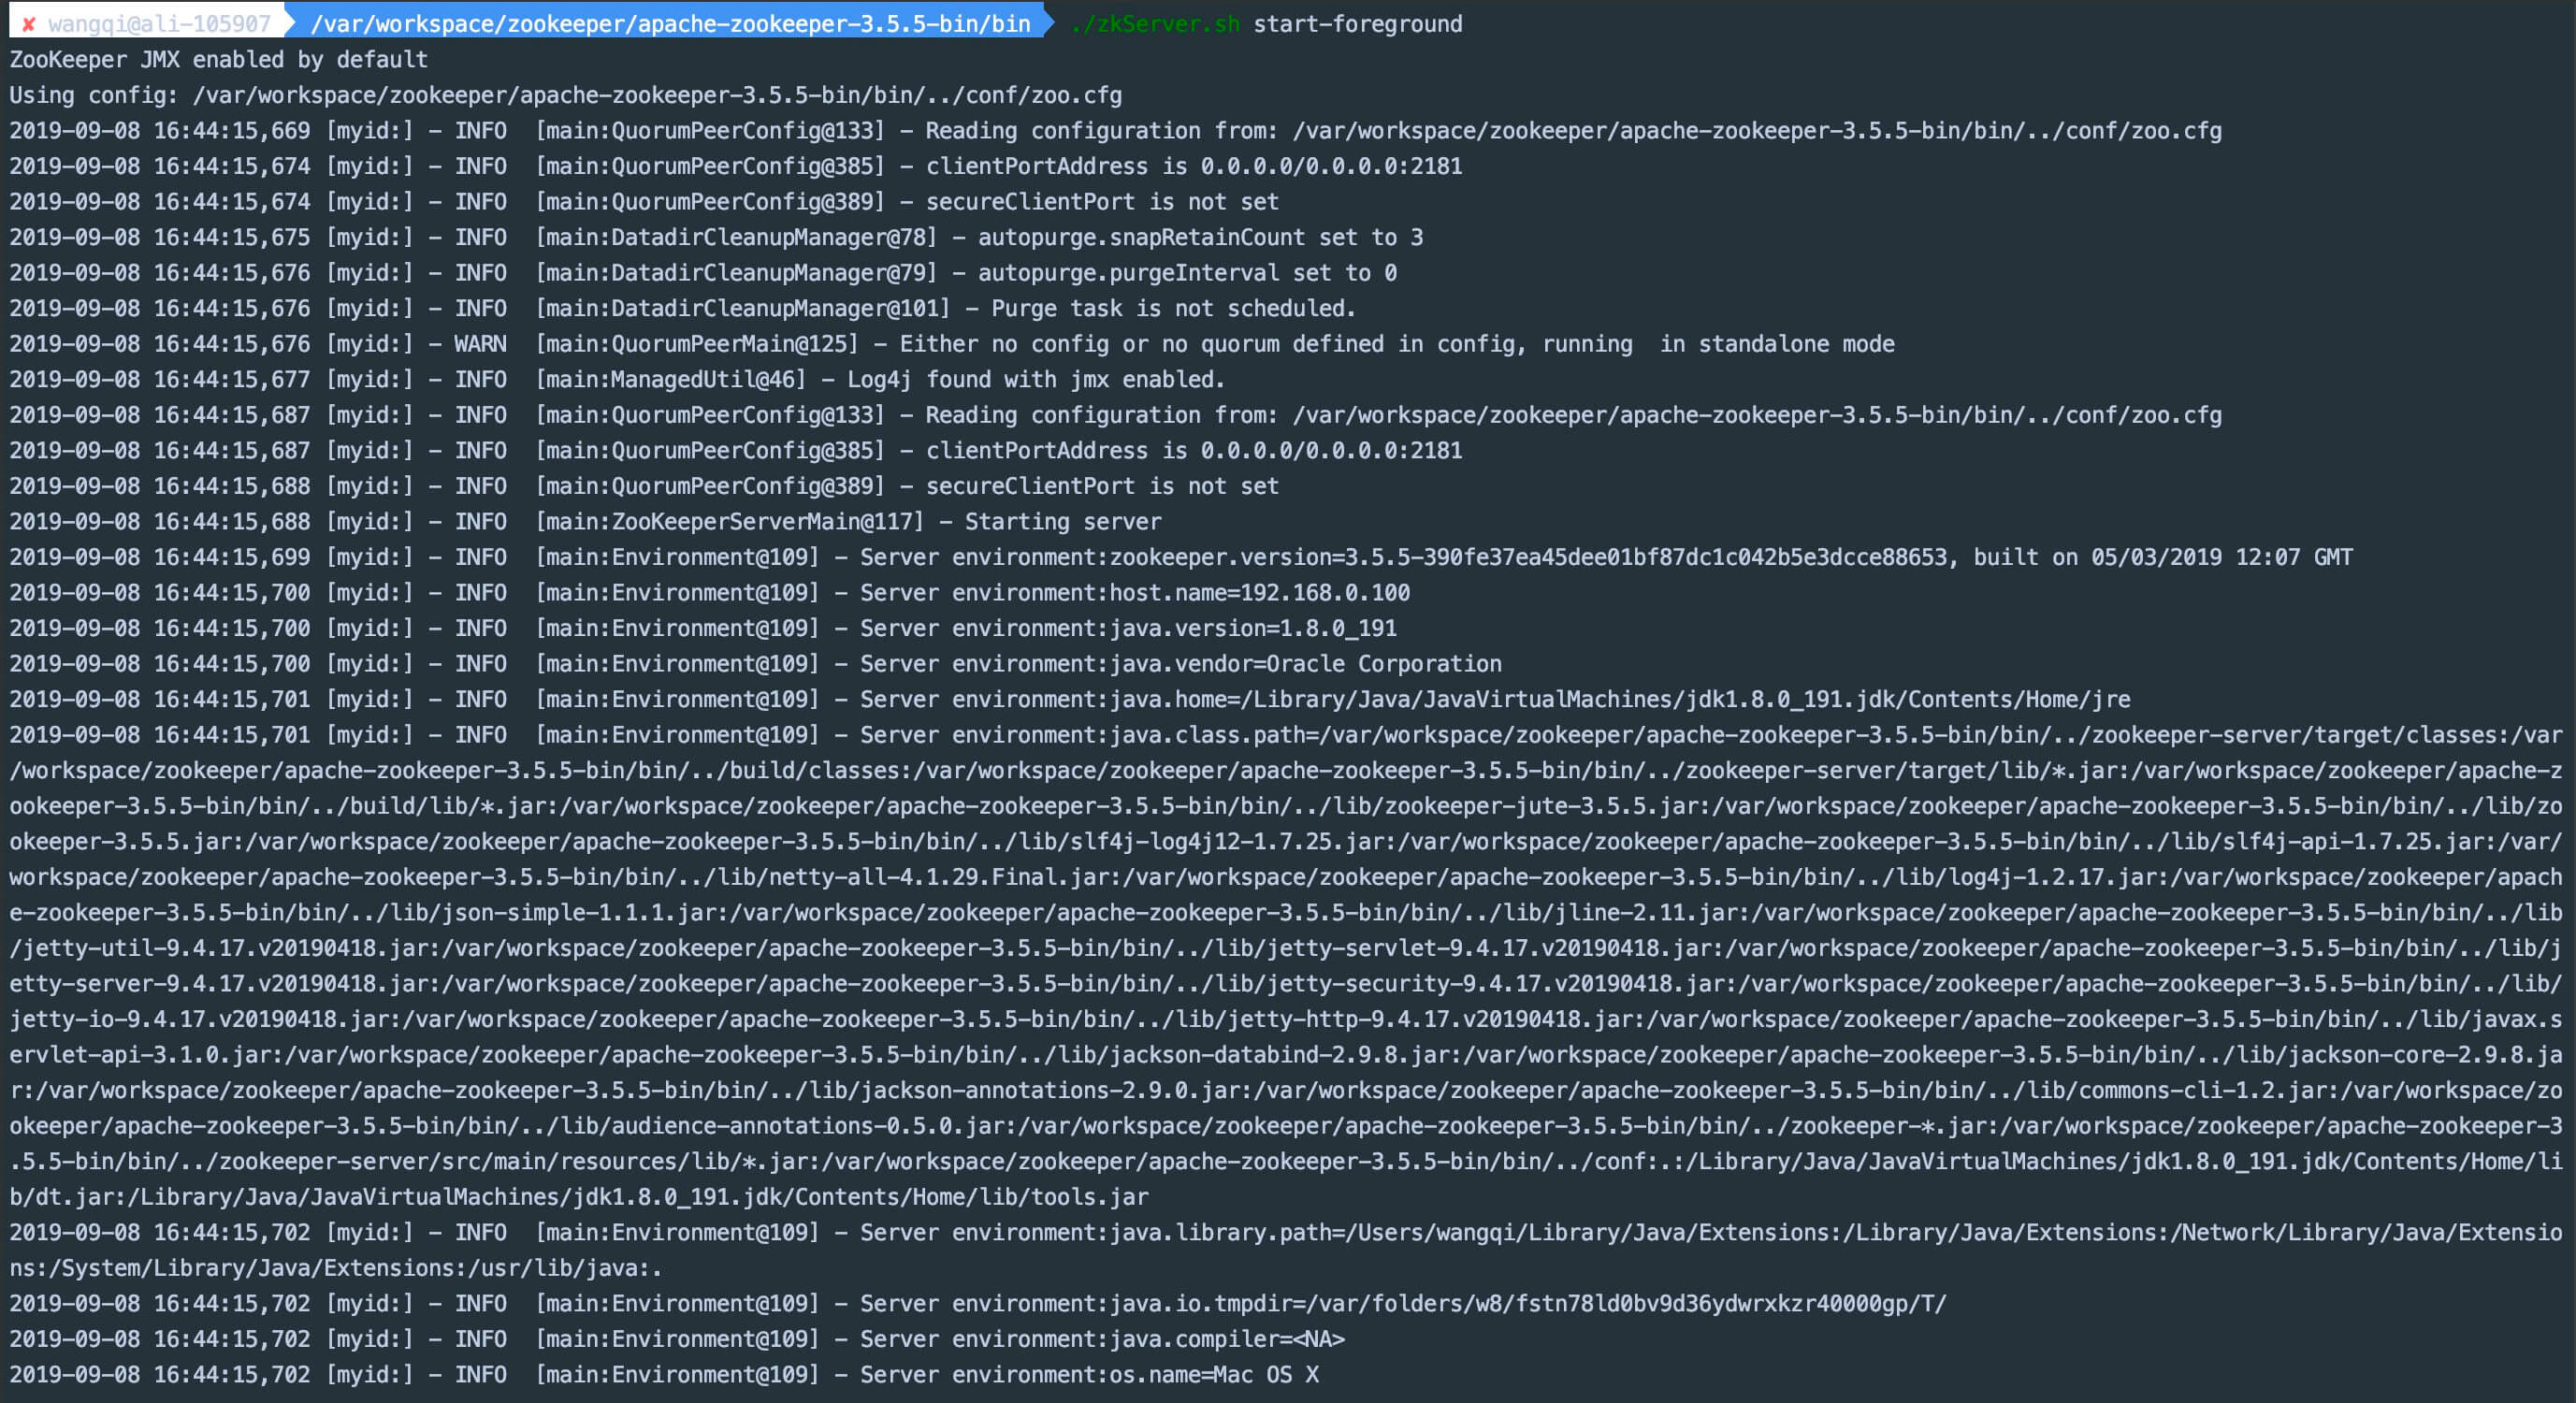 ✘ wangqi@ali-105907 /var/workspace/zookeeper/apache-zookeeper-3.5.5-bin/bin ./zkServer.sh start-foreground
ZooKeeper JMX enabled by default
Using config: /var/workspace/zookeeper/apache-zookeeper-3.5.5-bin/bin/../conf/zoo.cfg
2019-09-08 16:44:15,669 [myid:] - INFO  [main:QuorumPeerConfig@133] - Reading configuration from: /var/workspace/zookeeper/apache-zookeeper-3.5.5-bin/bin/../conf/zoo.cfg
2019-09-08 16:44:15,674 [myid:] - INFO  [main:QuorumPeerConfig@385] - clientPortAddress is 0.0.0.0/0.0.0.0:2181
2019-09-08 16:44:15,674 [myid:] - INFO  [main:QuorumPeerConfig@389] - secureClientPort is not set
2019-09-08 16:44:15,675 [myid:] - INFO  [main:DatadirCleanupManager@78] - autopurge.snapRetainCount set to 3
2019-09-08 16:44:15,676 [myid:] - INFO  [main:DatadirCleanupManager@79] - autopurge.purgeInterval set to 0
2019-09-08 16:44:15,676 [myid:] - INFO  [main:DatadirCleanupManager@101] - Purge task is not scheduled.
2019-09-08 16:44:15,676 [myid:] - WARN  [main:QuorumPeerMain@125] - Either no config or no quorum defined in config, running  in standalone mode
2019-09-08 16:44:15,677 [myid:] - INFO  [main:ManagedUtil@46] - Log4j found with jmx enabled.
2019-09-08 16:44:15,687 [myid:] - INFO  [main:QuorumPeerConfig@133] - Reading configuration from: /var/workspace/zookeeper/apache-zookeeper-3.5.5-bin/bin/../conf/zoo.cfg
2019-09-08 16:44:15,687 [myid:] - INFO  [main:QuorumPeerConfig@385] - clientPortAddress is 0.0.0.0/0.0.0.0:2181
2019-09-08 16:44:15,688 [myid:] - INFO  [main:QuorumPeerConfig@389] - secureClientPort is not set
2019-09-08 16:44:15,688 [myid:] - INFO  [main:ZooKeeperServerMain@117] - Starting server
2019-09-08 16:44:15,699 [myid:] - INFO  [main:Environment@109] - Server environment:zookeeper.version=3.5.5-390fe37ea45dee01bf87dc1c042b5e3dcce88653, built on 05/03/2019 12:07 GMT
2019-09-08 16:44:15,700 [myid:] - INFO  [main:Environment@109] - Server environment:host.name=192.168.0.100
2019-09-08 16:44:15,700 [myid:] - INFO  [main:Environment@109] - Server environment:java.version=1.8.0_191
2019-09-08 16:44:15,700 [myid:] - INFO  [main:Environment@109] - Server environment:java.vendor=Oracle Corporation
2019-09-08 16:44:15,701 [myid:] - INFO  [main:Environment@109] - Server environment:java.home=/Library/Java/JavaVirtualMachines/jdk1.8.0_191.jdk/Contents/Home/jre
2019-09-08 16:44:15,701 [myid:] - INFO  [main:Environment@109] - Server environment:java.class.path=/var/workspace/zookeeper/apache-zookeeper-3.5.5-bin/bin/../zookeeper-server/target/classes:/var
/workspace/zookeeper/apache-zookeeper-3.5.5-bin/bin/../build/classes:/var/workspace/zookeeper/apache-zookeeper-3.5.5-bin/bin/../zookeeper-server/target/lib/*.jar:/var/workspace/zookeeper/apache-z
ookeeper-3.5.5-bin/bin/../build/lib/*.jar:/var/workspace/zookeeper/apache-zookeeper-3.5.5-bin/bin/../lib/zookeeper-jute-3.5.5.jar:/var/workspace/zookeeper/apache-zookeeper-3.5.5-bin/bin/../lib/zo
okeeper-3.5.5.jar:/var/workspace/zookeeper/apache-zookeeper-3.5.5-bin/bin/../lib/slf4j-log4j12-1.7.25.jar:/var/workspace/zookeeper/apache-zookeeper-3.5.5-bin/bin/../lib/slf4j-api-1.7.25.jar:/var/
workspace/zookeeper/apache-zookeeper-3.5.5-bin/bin/../lib/netty-all-4.1.29.Final.jar:/var/workspace/zookeeper/apache-zookeeper-3.5.5-bin/bin/../lib/log4j-1.2.17.jar:/var/workspace/zookeeper/apach
e-zookeeper-3.5.5-bin/bin/../lib/json-simple-1.1.1.jar:/var/workspace/zookeeper/apache-zookeeper-3.5.5-bin/bin/../lib/jline-2.11.jar:/var/workspace/zookeeper/apache-zookeeper-3.5.5-bin/bin/../lib
/jetty-util-9.4.17.v20190418.jar:/var/workspace/zookeeper/apache-zookeeper-3.5.5-bin/bin/../lib/jetty-servlet-9.4.17.v20190418.jar:/var/workspace/zookeeper/apache-zookeeper-3.5.5-bin/bin/../lib/j
etty-server-9.4.17.v20190418.jar:/var/workspace/zookeeper/apache-zookeeper-3.5.5-bin/bin/../lib/jetty-security-9.4.17.v20190418.jar:/var/workspace/zookeeper/apache-zookeeper-3.5.5-bin/bin/../lib/
jetty-io-9.4.17.v20190418.jar:/var/workspace/zookeeper/apache-zookeeper-3.5.5-bin/bin/../lib/jetty-http-9.4.17.v20190418.jar:/var/workspace/zookeeper/apache-zookeeper-3.5.5-bin/bin/../lib/javax.s
ervlet-api-3.1.0.jar:/var/workspace/zookeeper/apache-zookeeper-3.5.5-bin/bin/../lib/jackson-databind-2.9.8.jar:/var/workspace/zookeeper/apache-zookeeper-3.5.5-bin/bin/../lib/jackson-core-2.9.8.ja
r:/var/workspace/zookeeper/apache-zookeeper-3.5.5-bin/bin/../lib/jackson-annotations-2.9.0.jar:/var/workspace/zookeeper/apache-zookeeper-3.5.5-bin/bin/../lib/commons-cli-1.2.jar:/var/workspace/zo
okeeper/apache-zookeeper-3.5.5-bin/bin/../lib/audience-annotations-0.5.0.jar:/var/workspace/zookeeper/apache-zookeeper-3.5.5-bin/bin/../zookeeper-*.jar:/var/workspace/zookeeper/apache-zookeeper-3
.5.5-bin/bin/../zookeeper-server/src/main/resources/lib/*.jar:/var/workspace/zookeeper/apache-zookeeper-3.5.5-bin/bin/../conf:.:/Library/Java/JavaVirtualMachines/jdk1.8.0_191.jdk/Contents/Home/li
b/dt.jar:/Library/Java/JavaVirtualMachines/jdk1.8.0_191.jdk/Contents/Home/lib/tools.jar
2019-09-08 16:44:15,702 [myid:] - INFO  [main:Environment@109] - Server environment:java.library.path=/Users/wangqi/Library/Java/Extensions:/Library/Java/Extensions:/Network/Library/Java/Extensio
ns:/System/Library/Java/Extensions:/usr/lib/java:.
2019-09-08 16:44:15,702 [myid:] - INFO  [main:Environment@109] - Server environment:java.io.tmpdir=/var/folders/w8/fstn78ld0bv9d36ydwrxkzr40000gp/T/
2019-09-08 16:44:15,702 [myid:] - INFO  [main:Environment@109] - Server environment:java.compiler=<NA>
2019-09-08 16:44:15,702 [myid:] - INFO  [main:Environment@109] - Server environment:os.name=Mac OS X